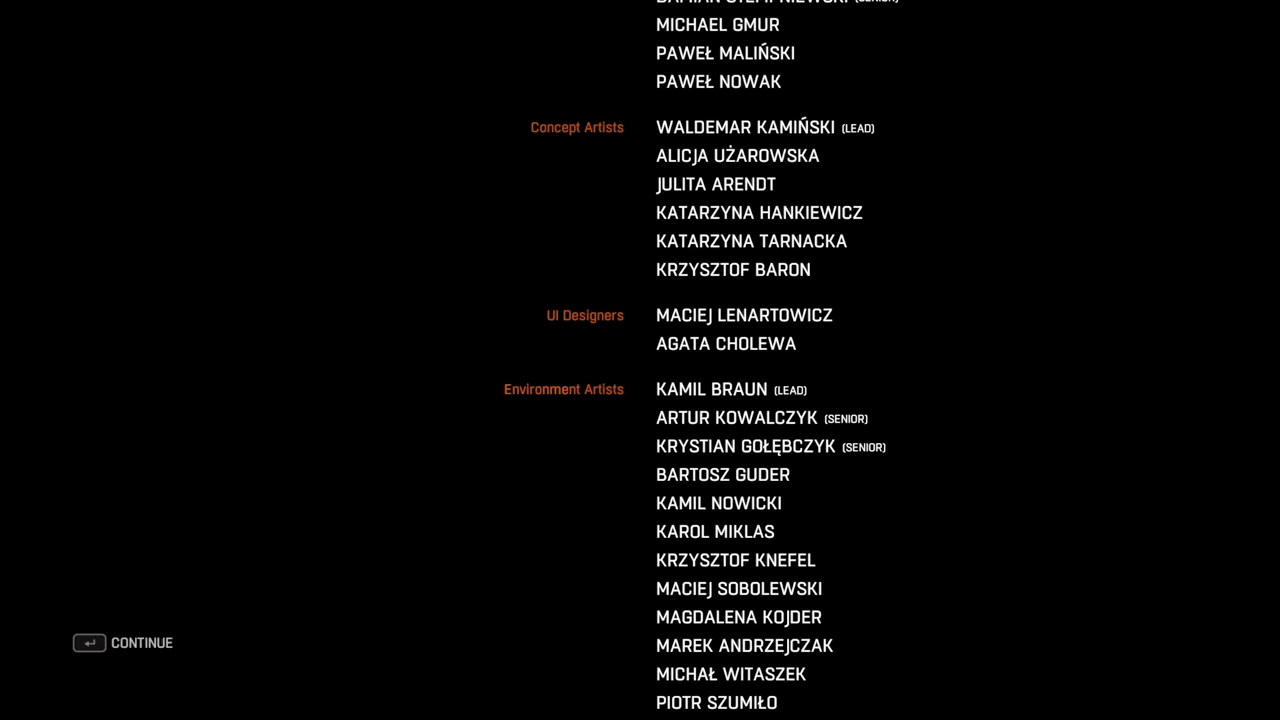 MICHAEL GMUR
PAWEŁ MALIŃSKI
PAWEŁ NOWAK
Concept Artists WALDEMAR KAMIŃSKI (LEAD)
ALICJA UŻAROWSKA
JULITA ARENDT
KATARZYNA HANKIEWICZ
KATARZYNA TARNACKA
KRZYSZTOF BARON
UI Designers MACIEJ LENARTOWICZ
AGATA CHOLEWA
Environment Artists KAMIL BRAUN (LEAD)
ARTUR KOWALCZYK (SENIOR)
KRYSTIAN GOŁĘBCZYK (SENIOR)
BARTOSZ GUDER
KAMIL NOWICKI
KAROL MIKLAS
KRZYSZTOF KNEFEL
MACIEJ SOBOLEWSKI
MAGDALENA KOJDER
MAREK ANDRZEJCZAK
MICHAŁ WITASZEK
PIOTR SZUMIŁO
CONTINUE